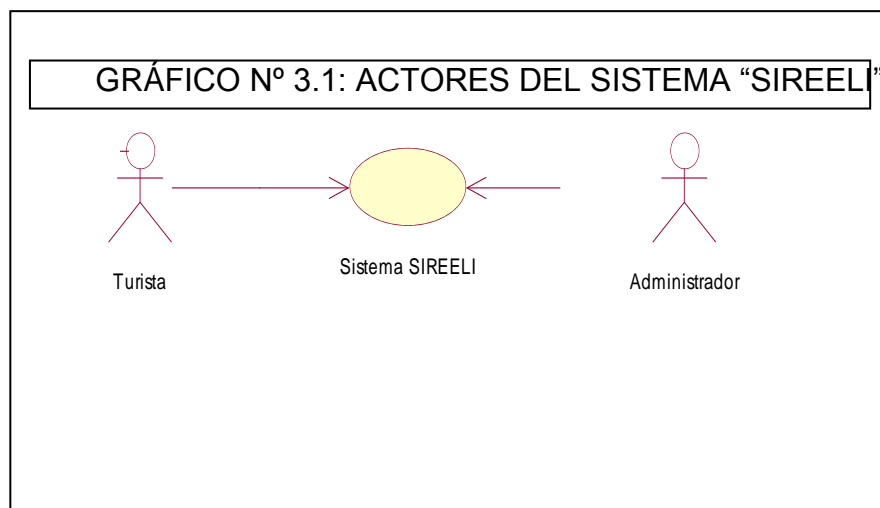 GRÁFICO Nº 3.1: ACTORES DEL SISTEMA “SIREELI”
Turista
Sistema SIREELI
Administrador